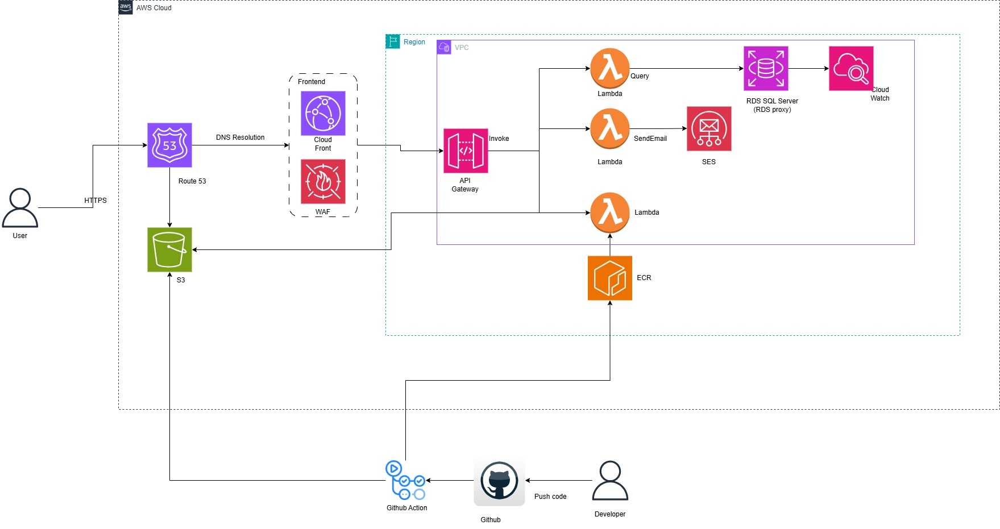 aws
AWS Cloud
Region
VPC
Frontend
Cloud
Front
WAF
DNS Resolution
53
Route 53
HTTPS
User
S3
Invoke
API
Gateway
Lambda
Query
RDS SQL Server
(RDS proxy)
Cloud
Watch
Lambda
SendEmail
SES
Lambda
ECR
Github Action
Github
Push code
Developer